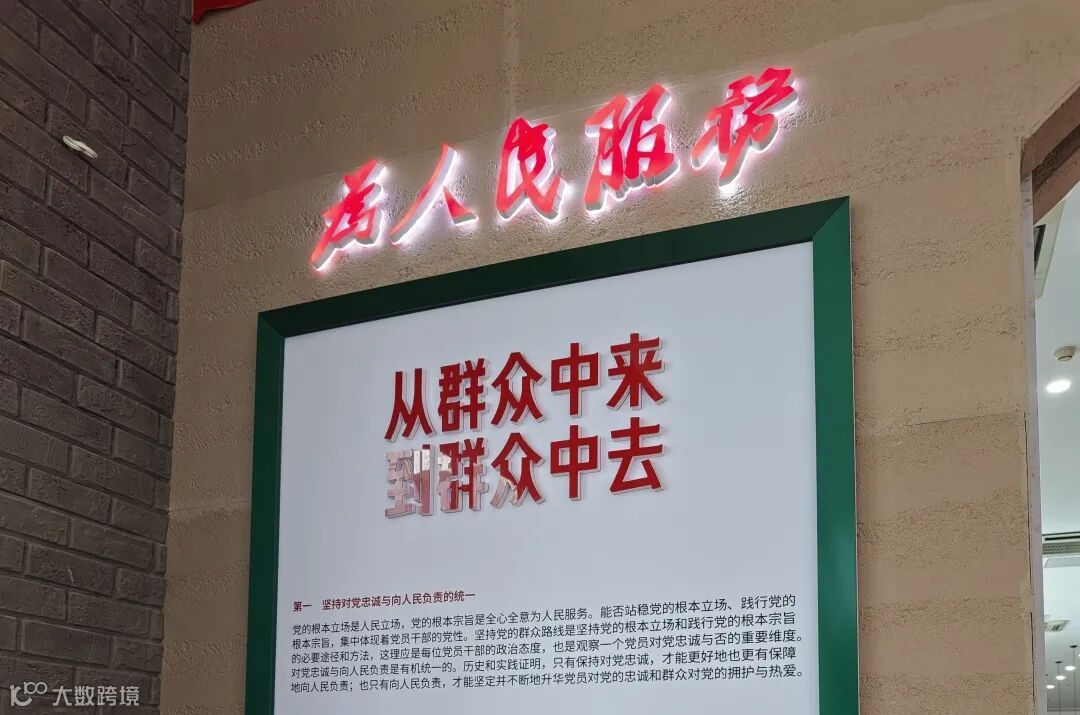 为人民服务
从群众中来
到群众中去
第一 坚持对党忠诚与向人民负责的统一
党的根本立场是人民立场，党的根本宗旨是全心全意为人民服务。能否站稳党的根本立场、践行党的
根本宗旨，集中体现着党员干部的党性。坚持党的群众路线是坚持党的根本立场和践行党的根本宗旨
的必要途径和方法，这理应是每位党员干部的政治态度，也是观察一个党员对党忠诚与否的重要维度。
对党忠诚与向人民负责是有机统一的。历史和实践证明，只有保持对党忠诚，才能更好地也更有保障
地向人民负责；也只有向人民负责，才能坚定并不断地升华党员对党的忠诚和群众对党的拥护与热爱。
大数跨境